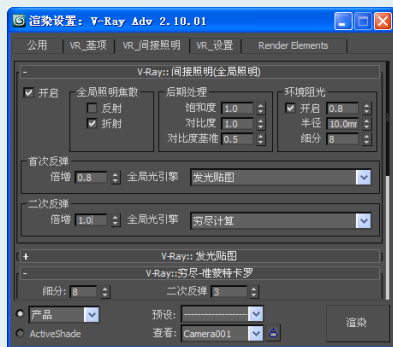 渲染设置: V-Ray Adv 2.10.01
公用 VR_基项 VR_间接照明 VR_设置 Render Elements
- V-Ray:: 间接照明(全局照明)
开启 全局照明焦散 后期处理 环境阻光
反射 饱和度 1.0 开启 0.8
折射 对比度 1.0 半径 10.0mm
对比度基准 0.5 细分 8
首次反弹
倍增 0.8 全局光引擎 发光贴图
二次反弹
倍增 1.0 全局光引擎 穷尽计算
+ V-Ray:: 发光贴图
- V-Ray::穷尽-准蒙特卡罗
细分: 8 二次反弹 3
产品 预设: --------------------
ActiveShade 查看: Camera001 渲染